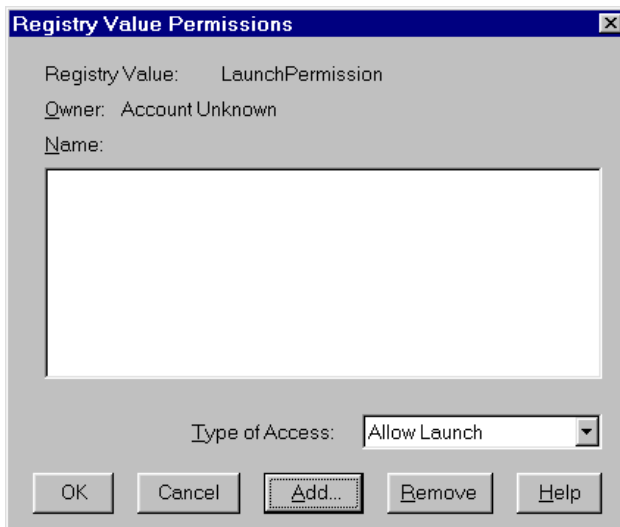 Registry Value Permissions
Registry Value: LaunchPermission
Owner: Account Unknown
Name:
Type of Access: Allow Launch
OK Cancel Add... Remove Help